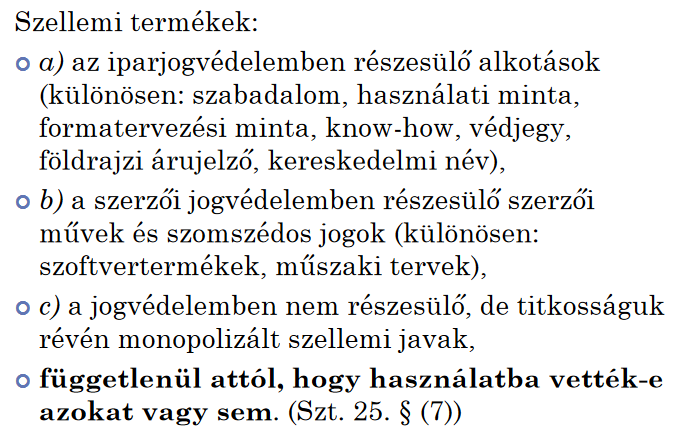 Szellemi termékek:
a) az iparjogvédelemben részesülő alkotások
(különösen: szabadalom, használati minta,
formatervezési minta, know-how, védjegy,
földrajzi árujelző, kereskedelmi név),
b) a szerzői jogvédelemben részesülő szerzői
művek és szomszédos jogok (különösen:
szoftvertermékek, műszaki tervek),
c) a jogvédelemben nem részesülő, de titkosságuk
révén monopolizált szellemi javak,
függetlenül attól, hogy használatba vették-e
azokat vagy sem. (Szt. 25. § (7))